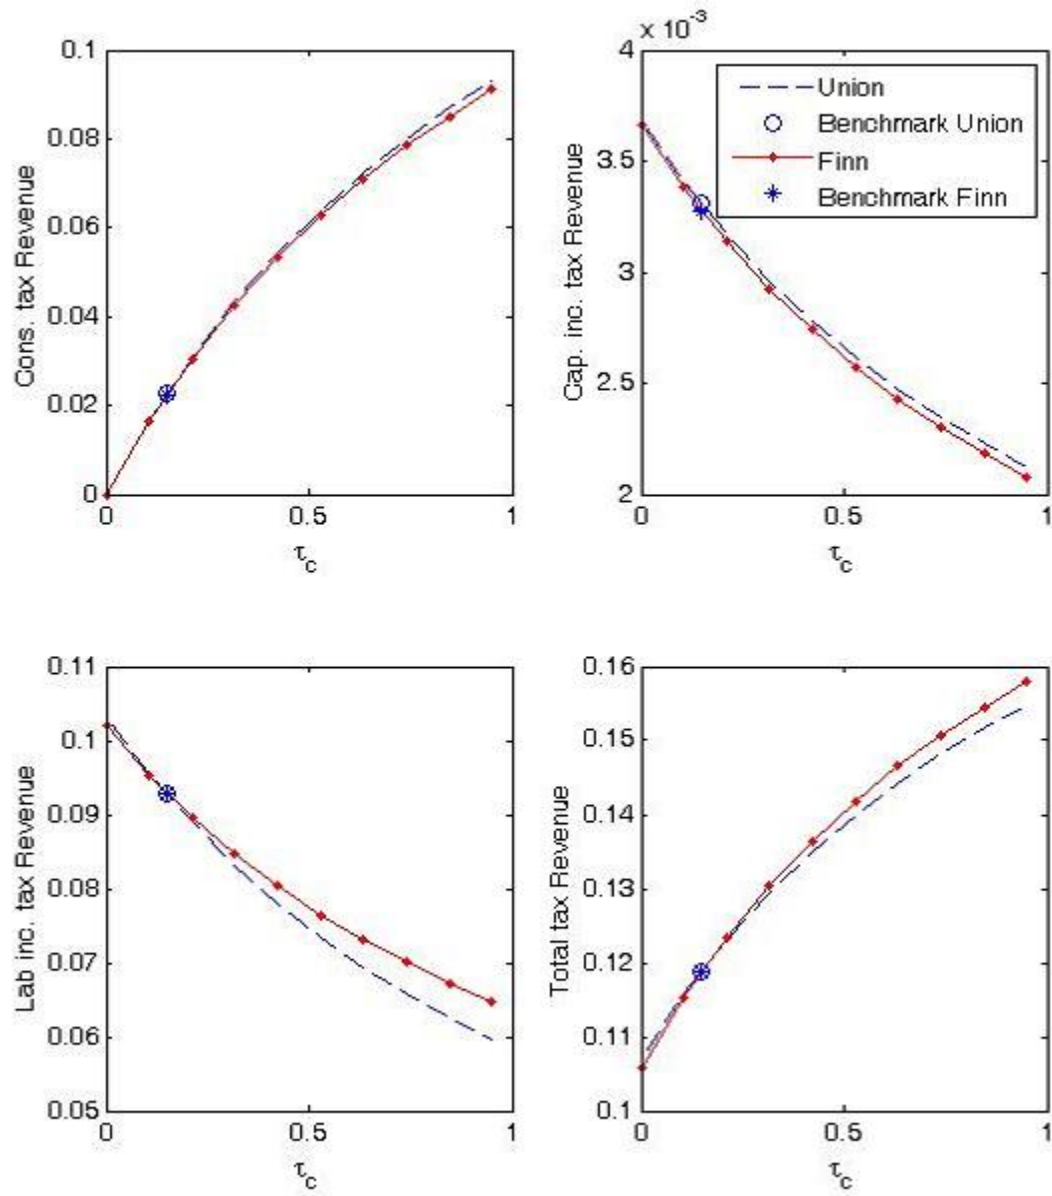 0.1
0.08
0.06
0.04
0.02
0
Cons. tax Revenue
0 0.5 1
τc
x 10-3
4
3.5
3
2.5
2
Cap. inc. tax Revenue
0 0.5 1
τc
Union
Benchmark Union
Finn
Benchmark Finn
0.11
0.1
0.09
0.08
0.07
0.06
0.05
Lab inc. tax Revenue
0 0.5 1
τc
0.16
0.15
0.14
0.13
0.12
0.11
0.1
Total tax Revenue
0 0.5 1
τc